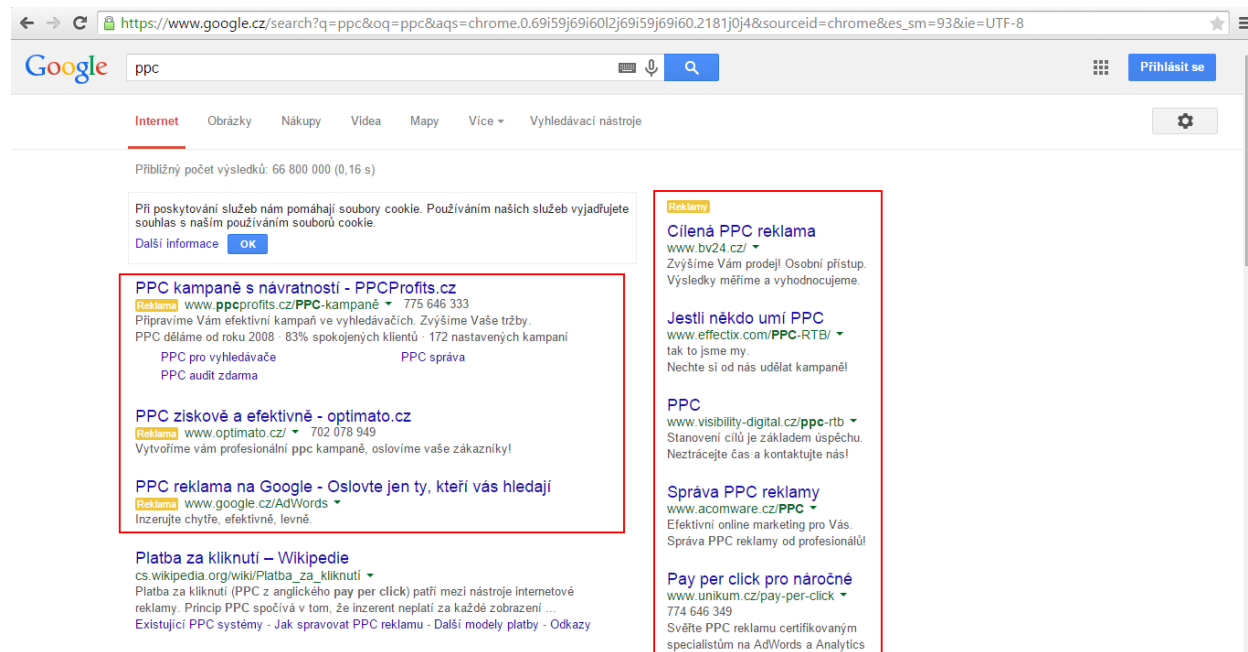 https://www.google.cz/search?q=ppc&oq=ppc&aqs=chrome.0.69i59j69i60l2j69i59j69i60.2181j0j4&sourceid=chrome&es_sm=93&ie=UTF-8
Google ppc Přihlásit se
Internet Obrázky Nákupy Videa Mapy Více Vyhledávací nástroje
Přibližný počet výsledků: 66 800 000 (0,16 s)
Při poskytování služeb nám pomáhají soubory cookie. Používáním našich služeb vyjadřujete
souhlas s naším používáním souborů cookie.
Další informace OK
PPC kampaně s návratností - PPCProfits.cz
Reklama www.ppcprofits.cz/PPC-kampaně 775 646 333
Připravíme Vám efektivní kampaň ve vyhledávačích. Zvýšíme Vaše tržby.
PPC děláme od roku 2008 · 83% spokojených klientů · 172 nastavených kampaní
PPC pro vyhledávače PPC správa
PPC audit zdarma
PPC ziskově a efektivně - optimato.cz
Reklama www.optimato.cz/ 702 078 949
Vytvoříme vám profesionální ppc kampaně, oslovíme vaše zákazníky!
PPC reklama na Google - Oslovte jen ty, kteří vás hledají
Reklama www.google.cz/AdWords
Inzerujte chytře, efektivně, levně.
Platba za kliknutí – Wikipedie
cs.wikipedia.org/wiki/Platba_za_kliknutí
Platba za kliknutí (PPC z anglického pay per click) patří mezi nástroje internetové
reklamy. Princip PPC spočívá v tom, že inzerent neplatí za každé zobrazení ...
Existující PPC systémy - Jak spravovat PPC reklamu - Další modely platby - Odkazy
Reklamy
Cílená PPC reklama
www.bv24.cz/
Zvýšíme Vám prodej! Osobní přístup.
Výsledky měříme a vyhodnocujeme.
Jestli někdo umí PPC
www.effectix.com/PPC-RTB/
tak to jsme my.
Nechte si od nás udělat kampaně!
PPC
www.visibility-digital.cz/ppc-rtb
Stanovení cílů je základem úspěchu.
Neztrácejte čas a kontaktujte nás!
Správa PPC reklamy
www.acomware.cz/PPC
Efektivní online marketing pro Vás.
Správa PPC reklamy od profesionálů!
Pay per click pro náročné
www.unikum.cz/pay-per-click
774 646 349
Svěřte PPC reklamu certifikovaným
specialistům na AdWords a Analytics